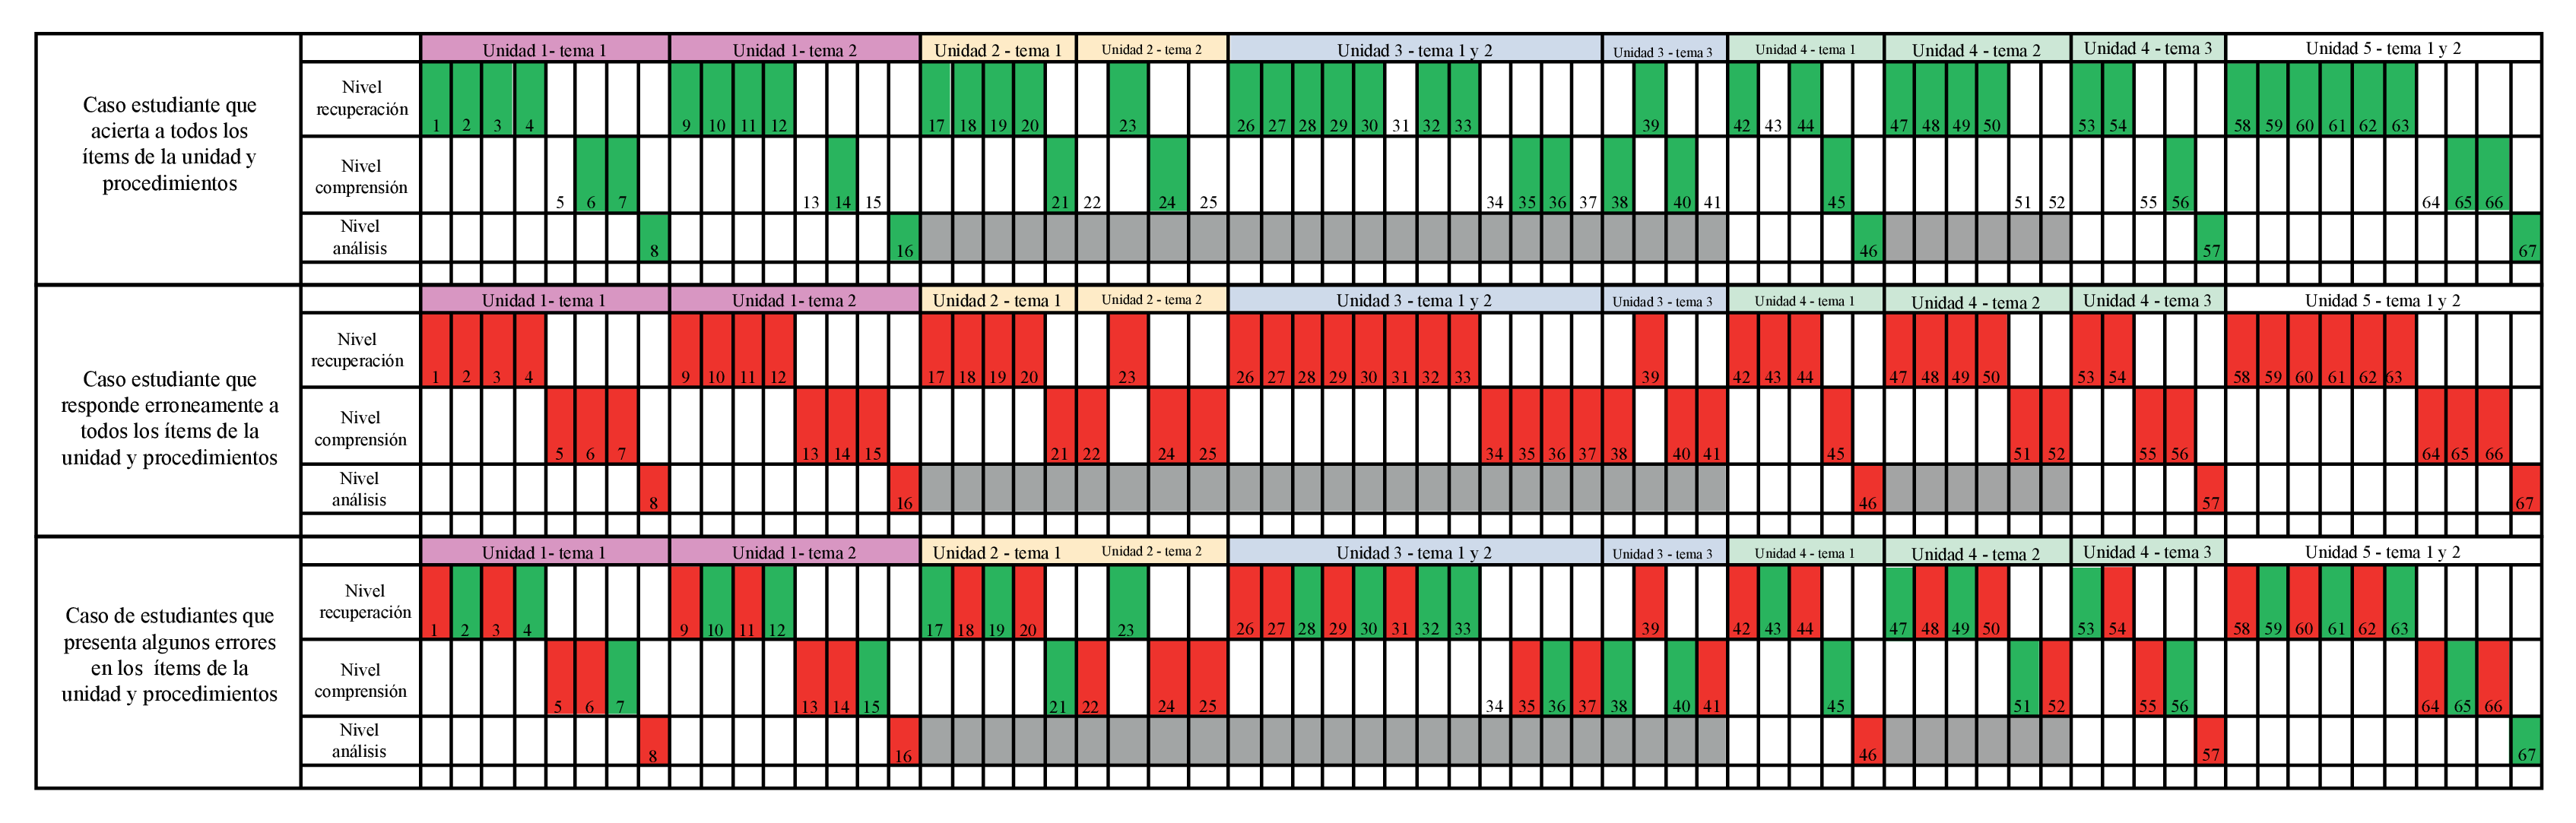 Unidad 1- tema 1 Unidad 1- tema 2 Unidad 2 - tema 1 Unidad 2 - tema 2 Unidad 3 - tema 1 y 2 Unidad 3 - tema 3 Unidad 4 - tema 1 Unidad 4 - tema 2 Unidad 4 - tema 3 Unidad 5 - tema 1 y 2
Caso estudiante que
acierta a todos los
ítems de la unidad y
procedimientos
Nivel
recuperación
1 2 3 4 9 10 11 12 17 18 19 20 23 26 27 28 29 30 31 32 33 39 42 43 44 47 48 49 50 53 54 58 59 60 61 62 63
Nivel
comprensión
5 6 7 13 14 15 21 22 24 25 34 35 36 37 38 40 41 45 51 52 55 56 64 65 66
Nivel
análisis
8 16 46 57 67
Unidad 1- tema 1 Unidad 1- tema 2 Unidad 2 - tema 1 Unidad 2 - tema 2 Unidad 3 - tema 1 y 2 Unidad 3 - tema 3 Unidad 4 - tema 1 Unidad 4 - tema 2 Unidad 4 - tema 3 Unidad 5 - tema 1 y 2
Caso estudiante que
responde erroneamente a
todos los ítems de la
unidad y procedimientos
Nivel
recuperación
1 2 3 4 9 10 11 12 17 18 19 20 23 26 27 28 29 30 31 32 33 39 42 43 44 47 48 49 50 53 54 58 59 60 61 62 63
Nivel
comprensión
5 6 7 13 14 15 21 22 24 25 34 35 36 37 38 40 41 45 51 52 55 56 64 65 66
Nivel
análisis
8 16 46 57 67
Unidad 1- tema 1 Unidad 1- tema 2 Unidad 2 - tema 1 Unidad 2 - tema 2 Unidad 3 - tema 1 y 2 Unidad 3 - tema 3 Unidad 4 - tema 1 Unidad 4 - tema 2 Unidad 4 - tema 3 Unidad 5 - tema 1 y 2
Caso de estudiantes que
presenta algunos errores
en los ítems de la
unidad y procedimientos
Nivel
recuperación
1 2 3 4 9 10 11 12 17 18 19 20 23 26 27 28 29 30 31 32 33 39 42 43 44 47 48 49 50 53 54 58 59 60 61 62 63
Nivel
comprensión
5 6 7 13 14 15 21 22 24 25 34 35 36 37 38 40 41 45 51 52 55 56 64 65 66
Nivel
análisis
8 16 46 57 67